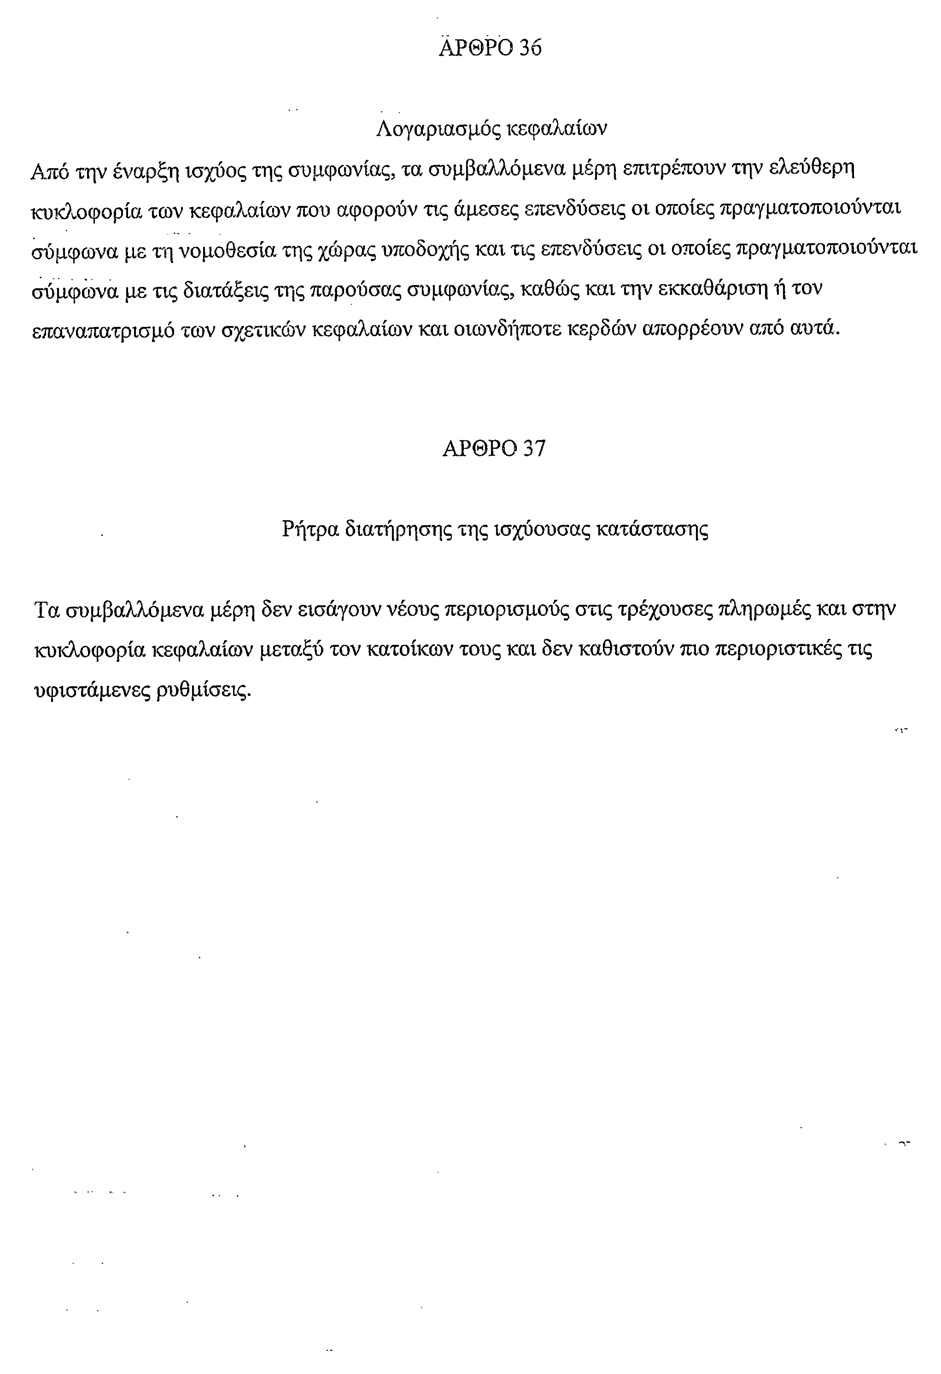 ΑΡΘΡΟ 36
Λογαριασμός κεφαλαίων
Από την έναρξη ισχύος της συμφωνίας, τα συμβαλλόμενα μέρη επιτρέπουν την ελεύθερη
κυκλοφορία των κεφαλαίων που αφορούν τις άμεσες επενδύσεις οι οποίες πραγματοποιούνται
σύμφωνα με τη νομοθεσία της χώρας υποδοχής και τις επενδύσεις οι οποίες πραγματοποιούνται
σύμφωνα με τις διατάξεις της παρούσας συμφωνίας, καθώς και την εκκαθάριση ή τον
επαναπατρισμό των σχετικών κεφαλαίων και οιωνδήποτε κερδών απορρέουν από αυτά.
ΑΡΘΡΟ 37
Ρήτρα διατήρησης της ισχύουσας κατάστασης
Τα συμβαλλόμενα μέρη δεν εισάγουν νέους περιορισμούς στις τρέχουσες πληρωμές και στην
κυκλοφορία κεφαλαίων μεταξύ τον κατοίκων τους και δεν καθιστούν πιο περιοριστικές τις
υφιστάμενες ρυθμίσεις.